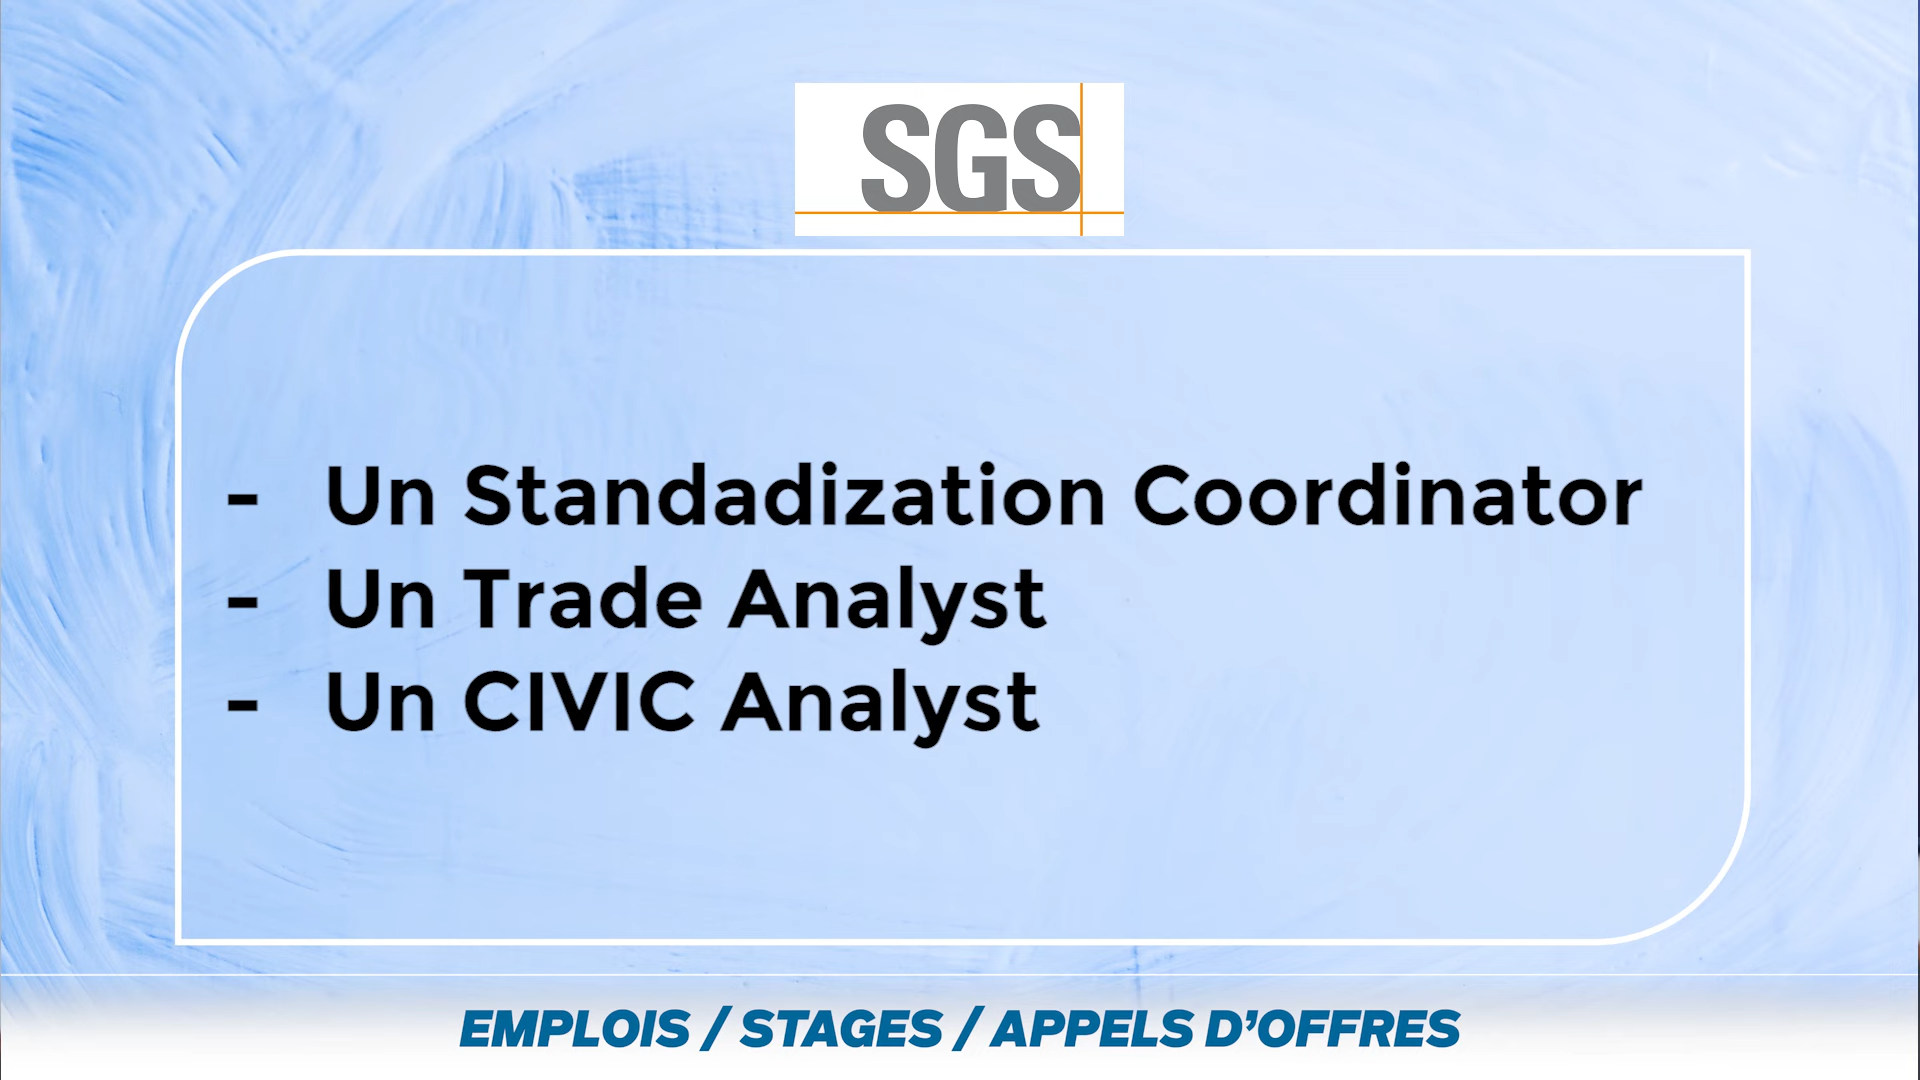 SGS
- Un Standadization Coordinator
- Un Trade Analyst
- Un CIVIC Analyst
EMPLOIS / STAGES / APPELS D’OFFRES